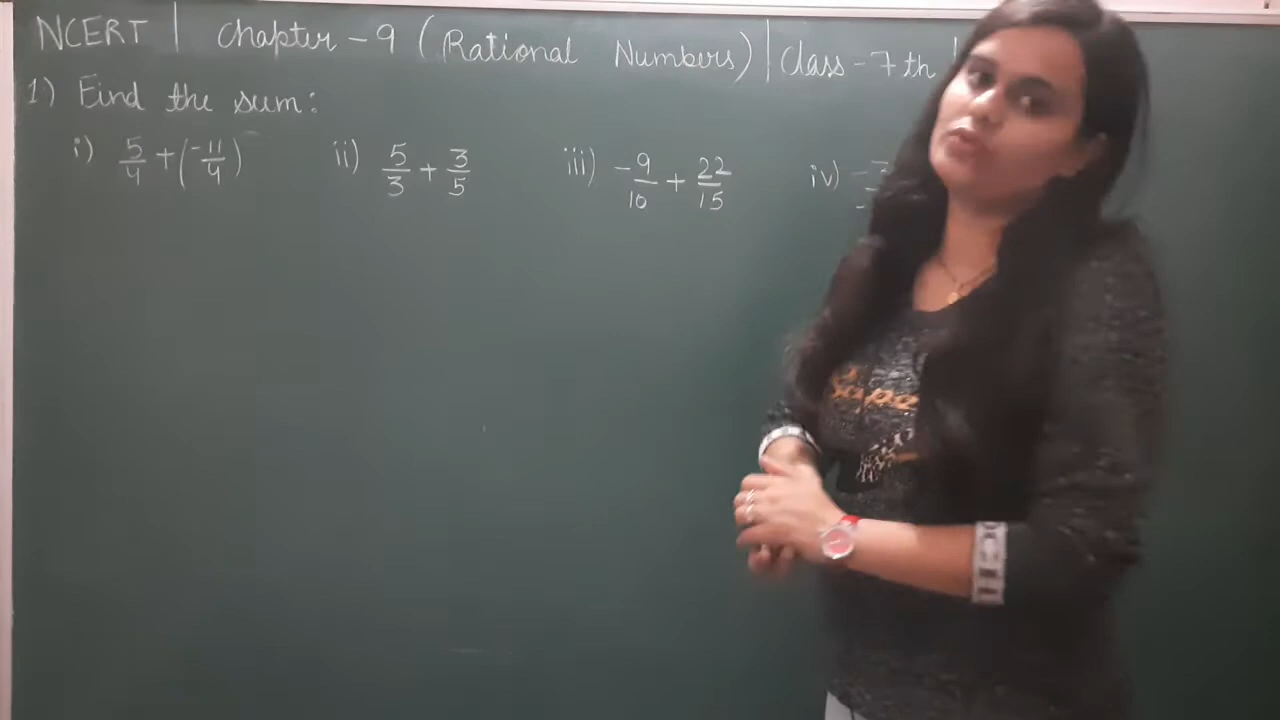 NCERT | Chapter - 9 (Rational Numbers) | Class - 7th
1) Find the sum:
i) 5/4 + (-11/4) ii) 5/3 + 3/5 iii) -9/10 + 22/15 iv)